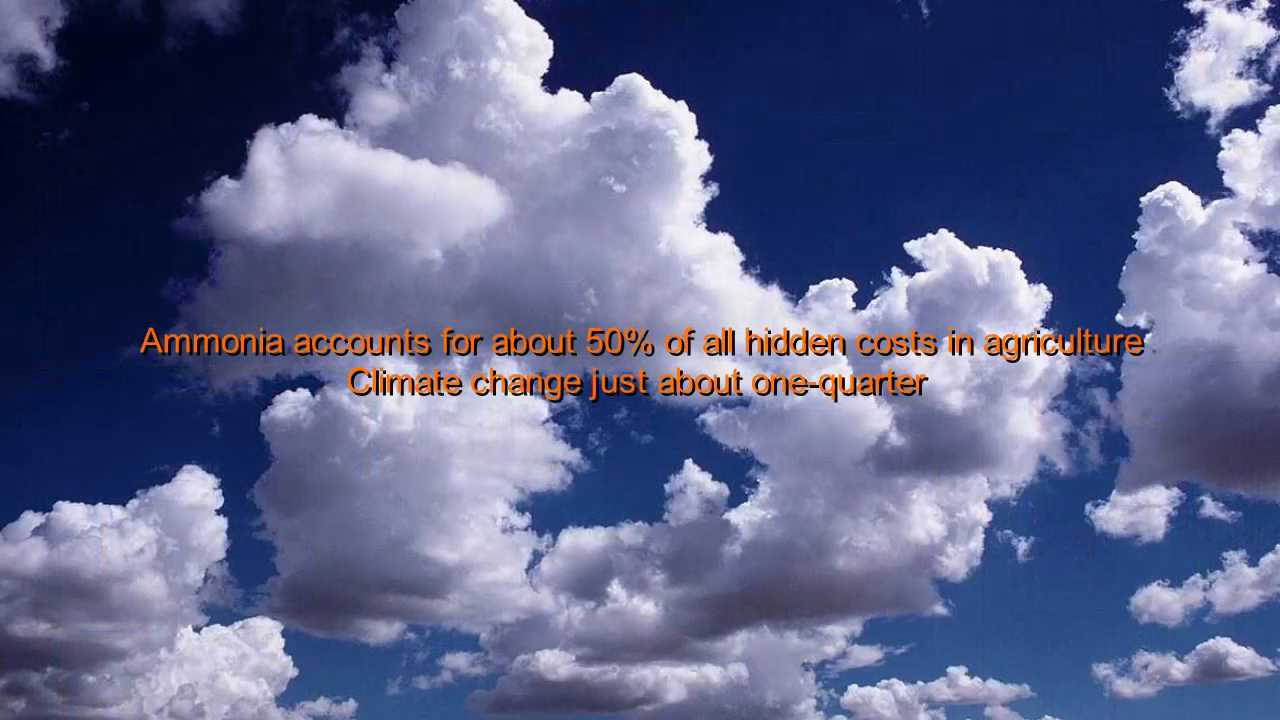 Ammonia accounts for about 50% of all hidden costs in agriculture
Climate change just about one-quarter